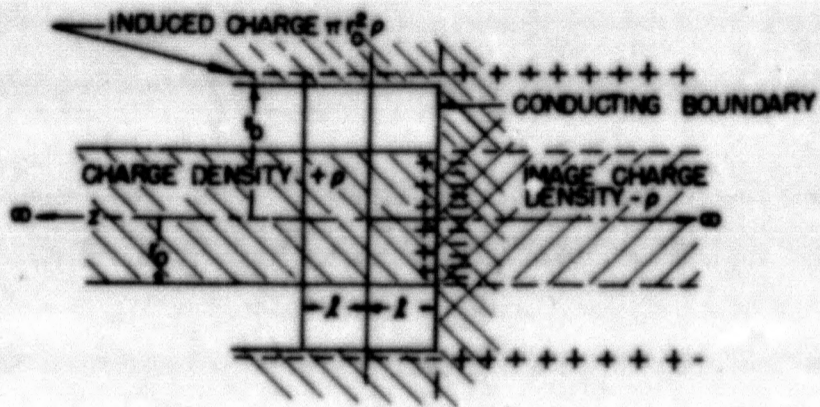 INDUCED CHARGE π r₀² ρ
+ + + + + + + +
r₀
CONDUCTING BOUNDARY
CHARGE DENSITY. +ρ
IMAGE CHARGE
DENSITY -ρ
∞
z
∞
r₀
l
l
+ + + + + + + +